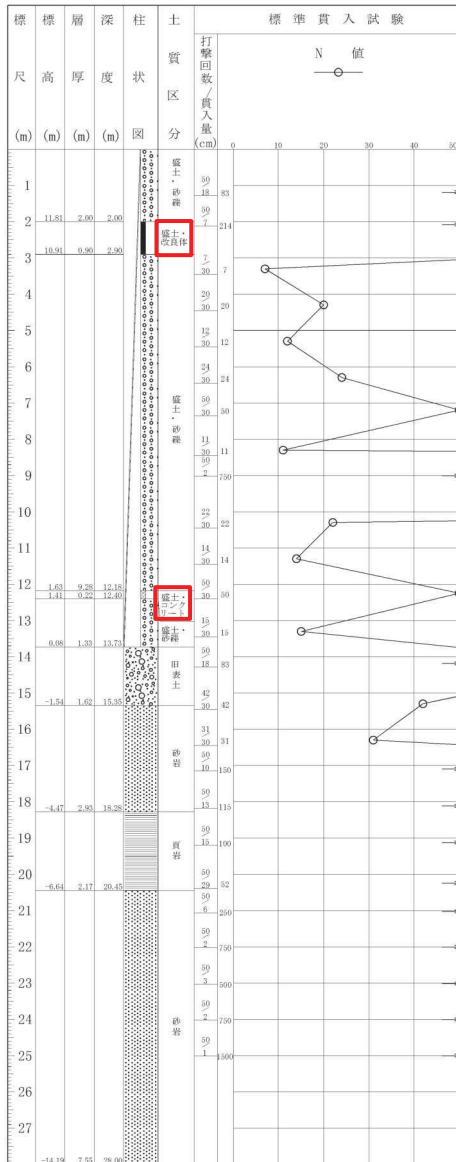 標尺(m) 標高(m) 層厚(m) 深度(m) 柱状図 土質区分 打撃回数/貫入量(cm) 標準貫入試験
N 値
0 10 20 30 40 50
盛土・砂礫
1
50/18 83
2 11.81 2.00 2.00
50/7 214
盛土・改良体
3 10.91 0.90 2.90
7/30 7
4
20/30 20
5
12/30 12
6
24/30 24
盛土・砂礫
7
50/30 50
8
11/30 11
9
50/2 750
10
22/30 22
11
14/30 14
12 1.63 9.28 12.18
50/30 50
1.41 0.22 12.40
盛土・コンクリート
13
15/30 15
盛土・砂礫
0.08 1.33 13.73
14
50/18 83
旧表土
15 -1.54 1.62 15.35
42/30 42
16
31/30 31
砂岩
17
50/10 150
18 -4.47 2.93 18.28
50/13 115
19
50/15 100
頁岩
20 -6.64 2.17 20.45
50/29 52
21
50/6 250
22
50/2 750
23
50/3 500
24
50/2 750
砂岩
25
50/1 1500
26
27
-14.19 7.55 28.00